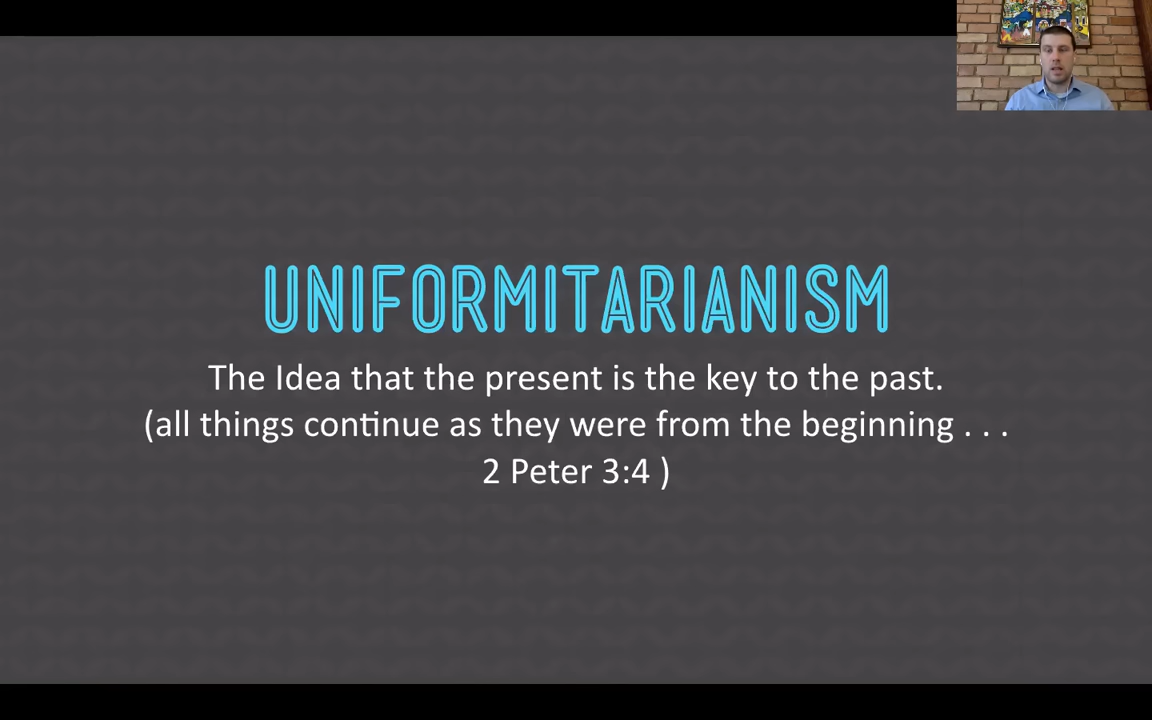 UNIFORMITARIANISM
The Idea that the present is the key to the past.
(all things continue as they were from the beginning . . .
2 Peter 3:4 )